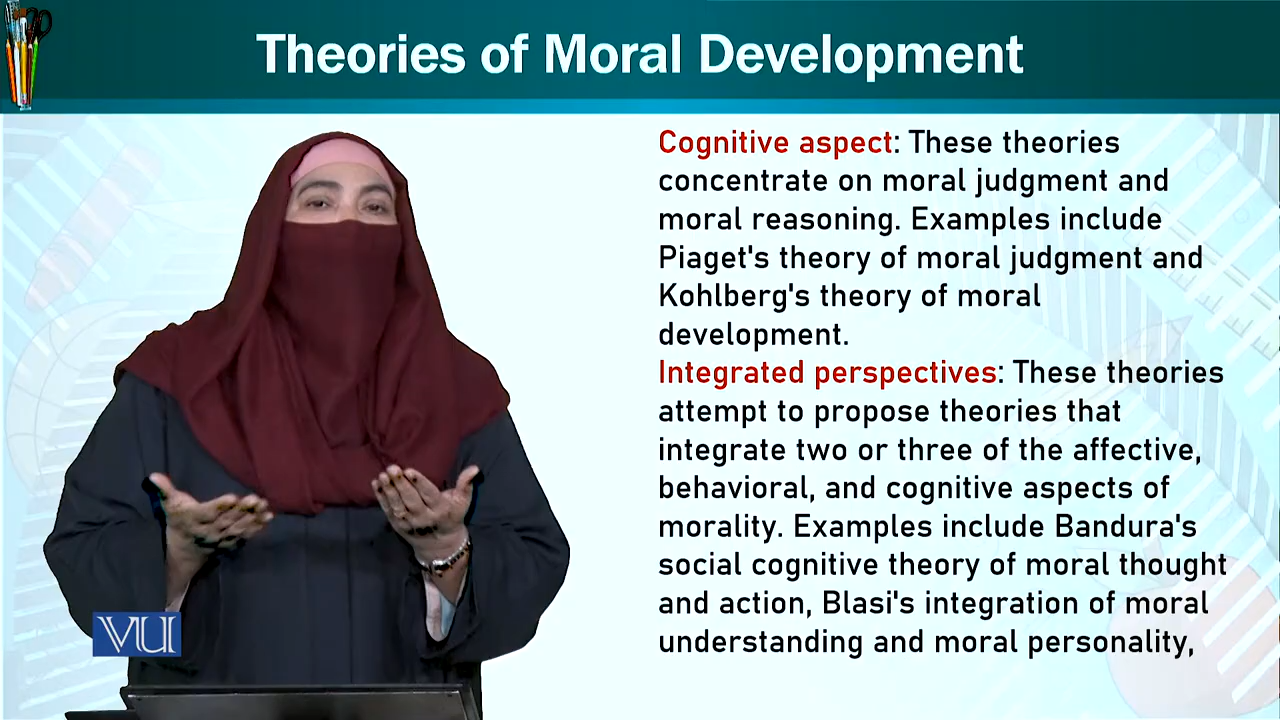 Theories of Moral Development
Cognitive aspect: These theories
concentrate on moral judgment and
moral reasoning. Examples include
Piaget's theory of moral judgment and
Kohlberg's theory of moral
development.
Integrated perspectives: These theories
attempt to propose theories that
integrate two or three of the affective,
behavioral, and cognitive aspects of
morality. Examples include Bandura's
social cognitive theory of moral thought
and action, Blasi's integration of moral
understanding and moral personality,
VU